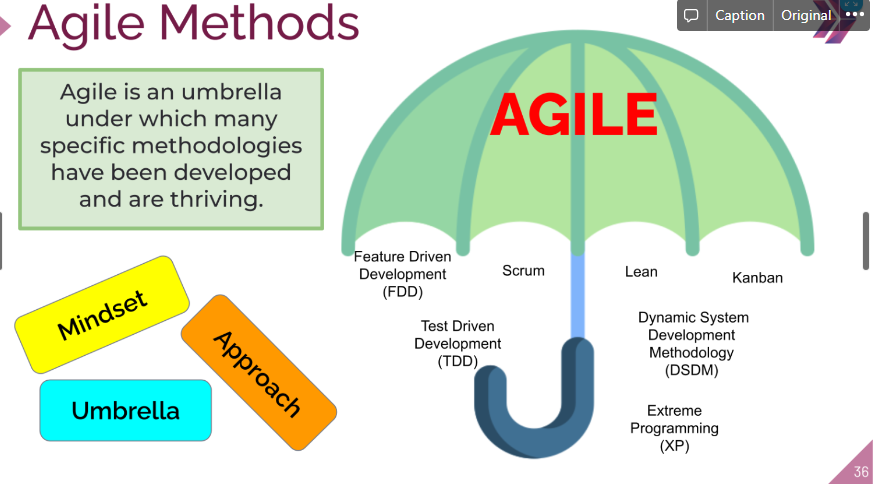 Agile Methods
Caption
Original
Agile is an umbrella
under which many
specific methodologies
have been developed
and are thriving.
AGILE
Feature Driven
Development
(FDD)
Scrum
Lean
Kanban
Test Driven
Development
(TDD)
Dynamic System
Development
Methodology
(DSDM)
Extreme
Programming
(XP)
Mindset
Approach
Umbrella
36